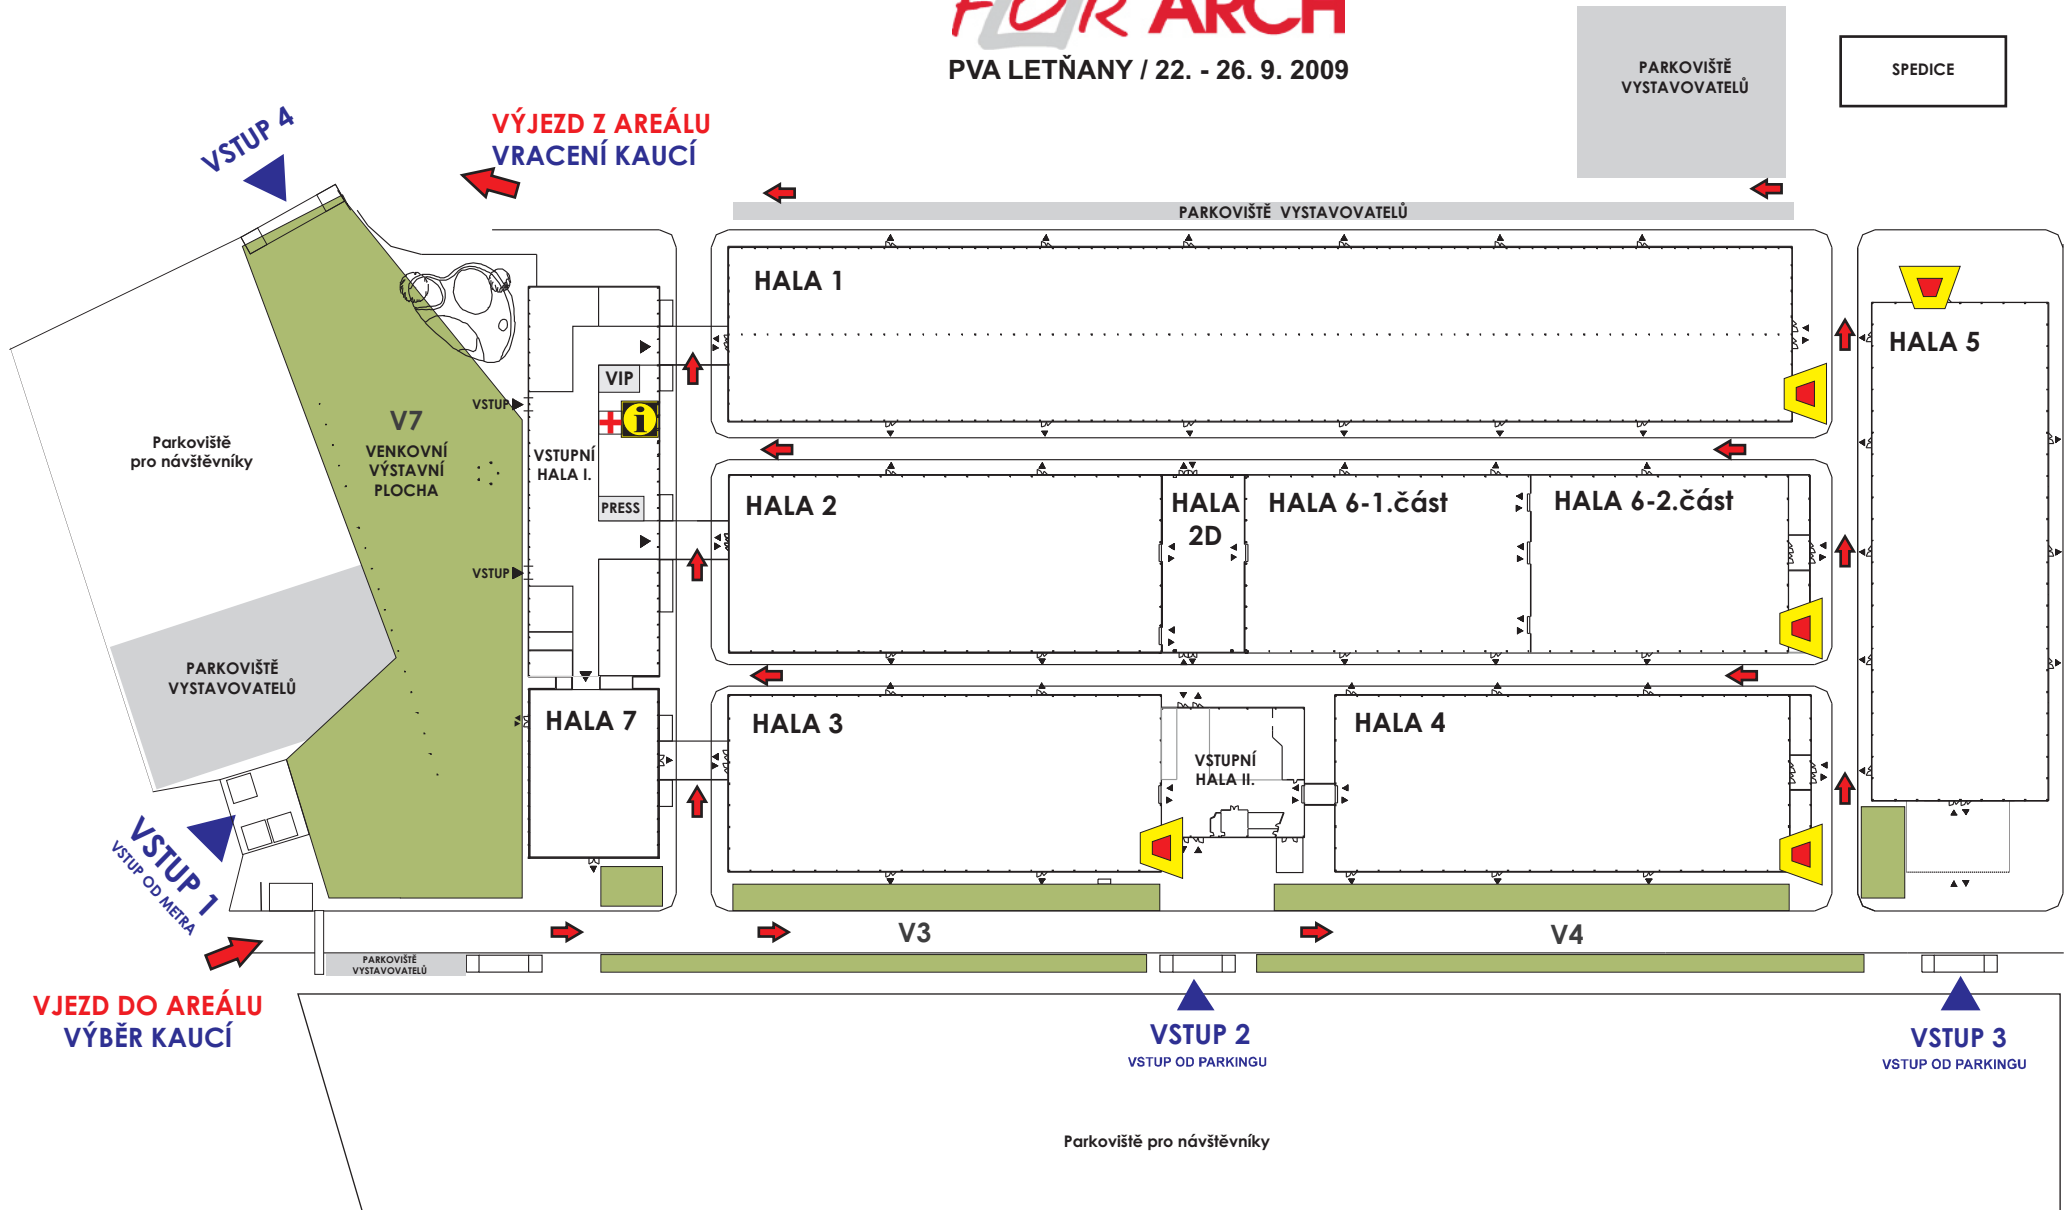 FOR ARCH
PVA LETŇANY / 22. - 26. 9. 2009
PARKOVIŠTĚ
VYSTAVOVATELŮ
SPEDICE
VSTUP 4
VÝJEZD Z AREÁLU
VRACENÍ KAUCÍ
PARKOVIŠTĚ VYSTAVOVATELŮ
HALA 1
HALA 5
VIP
i
VSTUP
V7
VENKOVNÍ
VÝSTAVNÍ
PLOCHA
Parkoviště
pro návštěvníky
VSTUPNÍ
HALA I.
PRESS
VSTUP
HALA 2
HALA
2D
HALA 6-1.část
HALA 6-2.část
PARKOVIŠTĚ
VYSTAVOVATELŮ
HALA 7
HALA 3
VSTUPNÍ
HALA II.
HALA 4
VSTUP 1
VSTUP OD METRA
V3
V4
PARKOVIŠTĚ
VYSTAVOVATELŮ
VJEZD DO AREÁLU
VÝBĚR KAUCÍ
VSTUP 2
VSTUP OD PARKINGU
VSTUP 3
VSTUP OD PARKINGU
Parkoviště pro návštěvníky